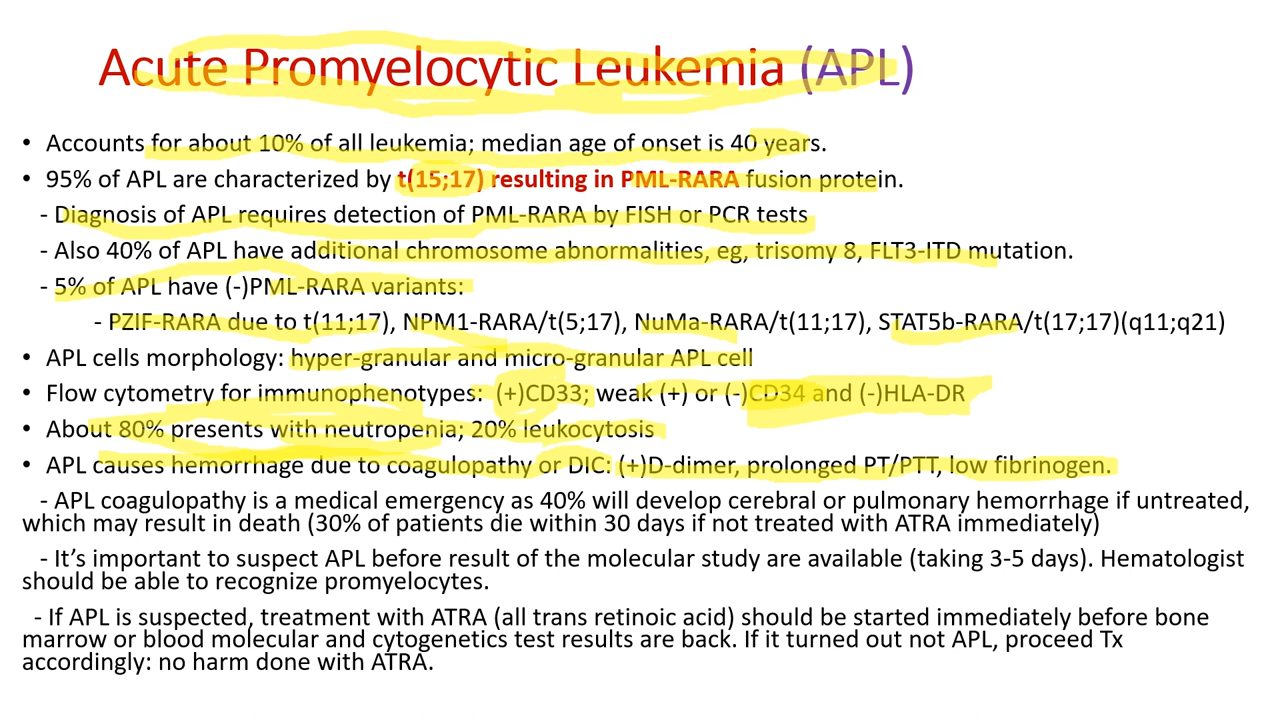 Acute Promyelocytic Leukemia (APL)
• Accounts for about 10% of all leukemia; median age of onset is 40 years.
• 95% of APL are characterized by t(15;17) resulting in PML-RARA fusion protein.
- Diagnosis of APL requires detection of PML-RARA by FISH or PCR tests
- Also 40% of APL have additional chromosome abnormalities, eg, trisomy 8, FLT3-ITD mutation.
- 5% of APL have (-)PML-RARA variants:
- PZIF-RARA due to t(11;17), NPM1-RARA/t(5;17), NuMa-RARA/t(11;17), STAT5b-RARA/t(17;17)(q11;q21)
• APL cells morphology: hyper-granular and micro-granular APL cell
• Flow cytometry for immunophenotypes: (+)CD33; weak (+) or (-)CD34 and (-)HLA-DR
• About 80% presents with neutropenia; 20% leukocytosis
• APL causes hemorrhage due to coagulopathy or DIC: (+)D-dimer, prolonged PT/PTT, low fibrinogen.
- APL coagulopathy is a medical emergency as 40% will develop cerebral or pulmonary hemorrhage if untreated,
which may result in death (30% of patients die within 30 days if not treated with ATRA immediately)
- It's important to suspect APL before result of the molecular study are available (taking 3-5 days). Hematologist
should be able to recognize promyelocytes.
- If APL is suspected, treatment with ATRA (all trans retinoic acid) should be started immediately before bone
marrow or blood molecular and cytogenetics test results are back. If it turned out not APL, proceed Tx
accordingly: no harm done with ATRA.